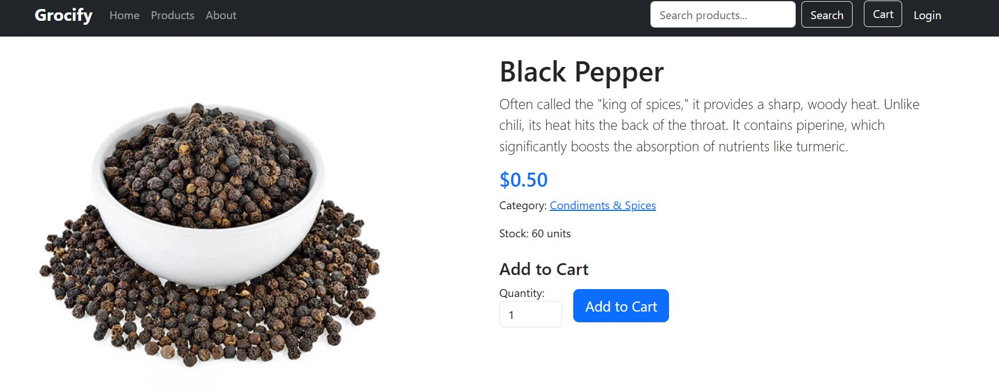 Grocify Home Products About Search products... Search Cart Login
Black Pepper
Often called the "king of spices," it provides a sharp, woody heat. Unlike
chili, its heat hits the back of the throat. It contains piperine, which
significantly boosts the absorption of nutrients like turmeric.
$0.50
Category: Condiments & Spices
Stock: 60 units
Add to Cart
Quantity:
1 Add to Cart